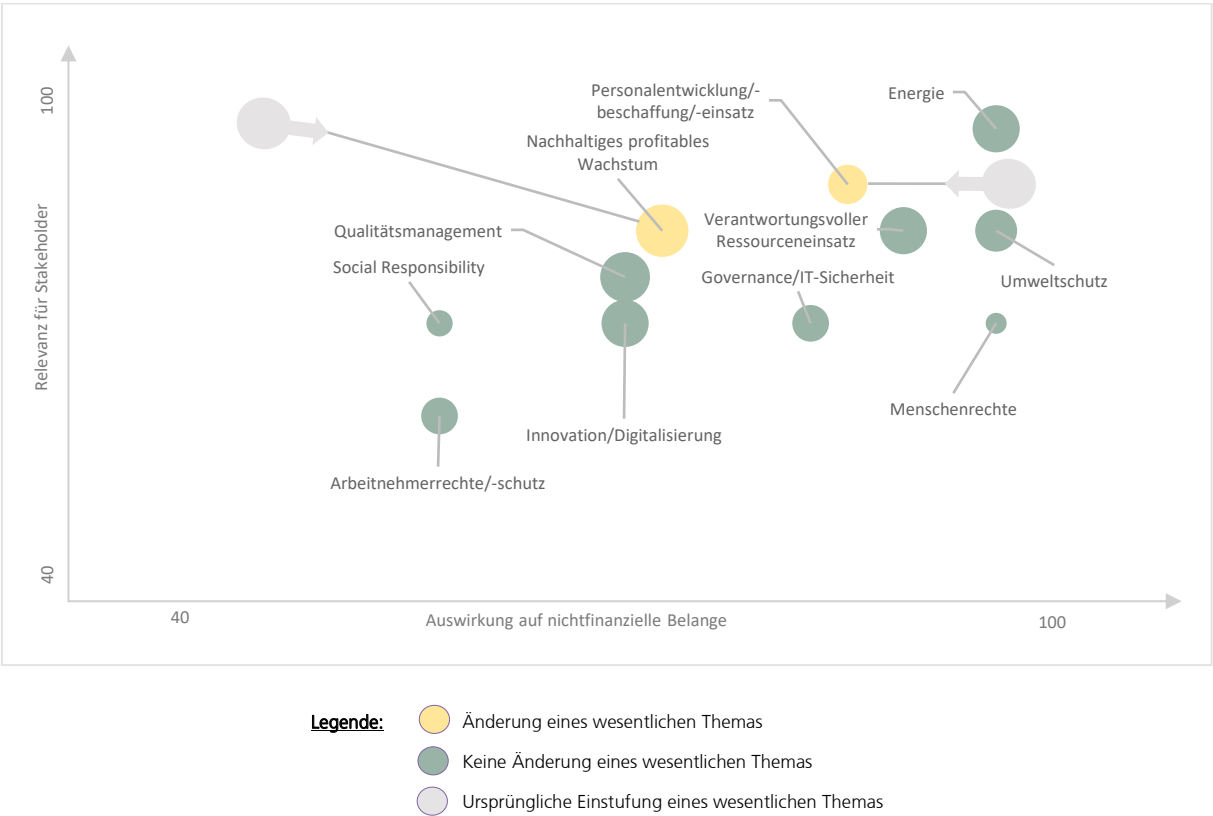 100
Relevanz für Stakeholder
40
Personalentwicklung/-
beschaffung/-einsatz
Energie
Nachhaltiges profitables
Wachstum
Qualitätsmanagement
Verantwortungsvoller
Ressourceneinsatz
Social Responsibility
Governance/IT-Sicherheit
Umweltschutz
Menschenrechte
Innovation/Digitalisierung
Arbeitnehmerrechte/-schutz
40
Auswirkung auf nichtfinanzielle Belange
100
Legende:
Änderung eines wesentlichen Themas
Keine Änderung eines wesentlichen Themas
Ursprüngliche Einstufung eines wesentlichen Themas